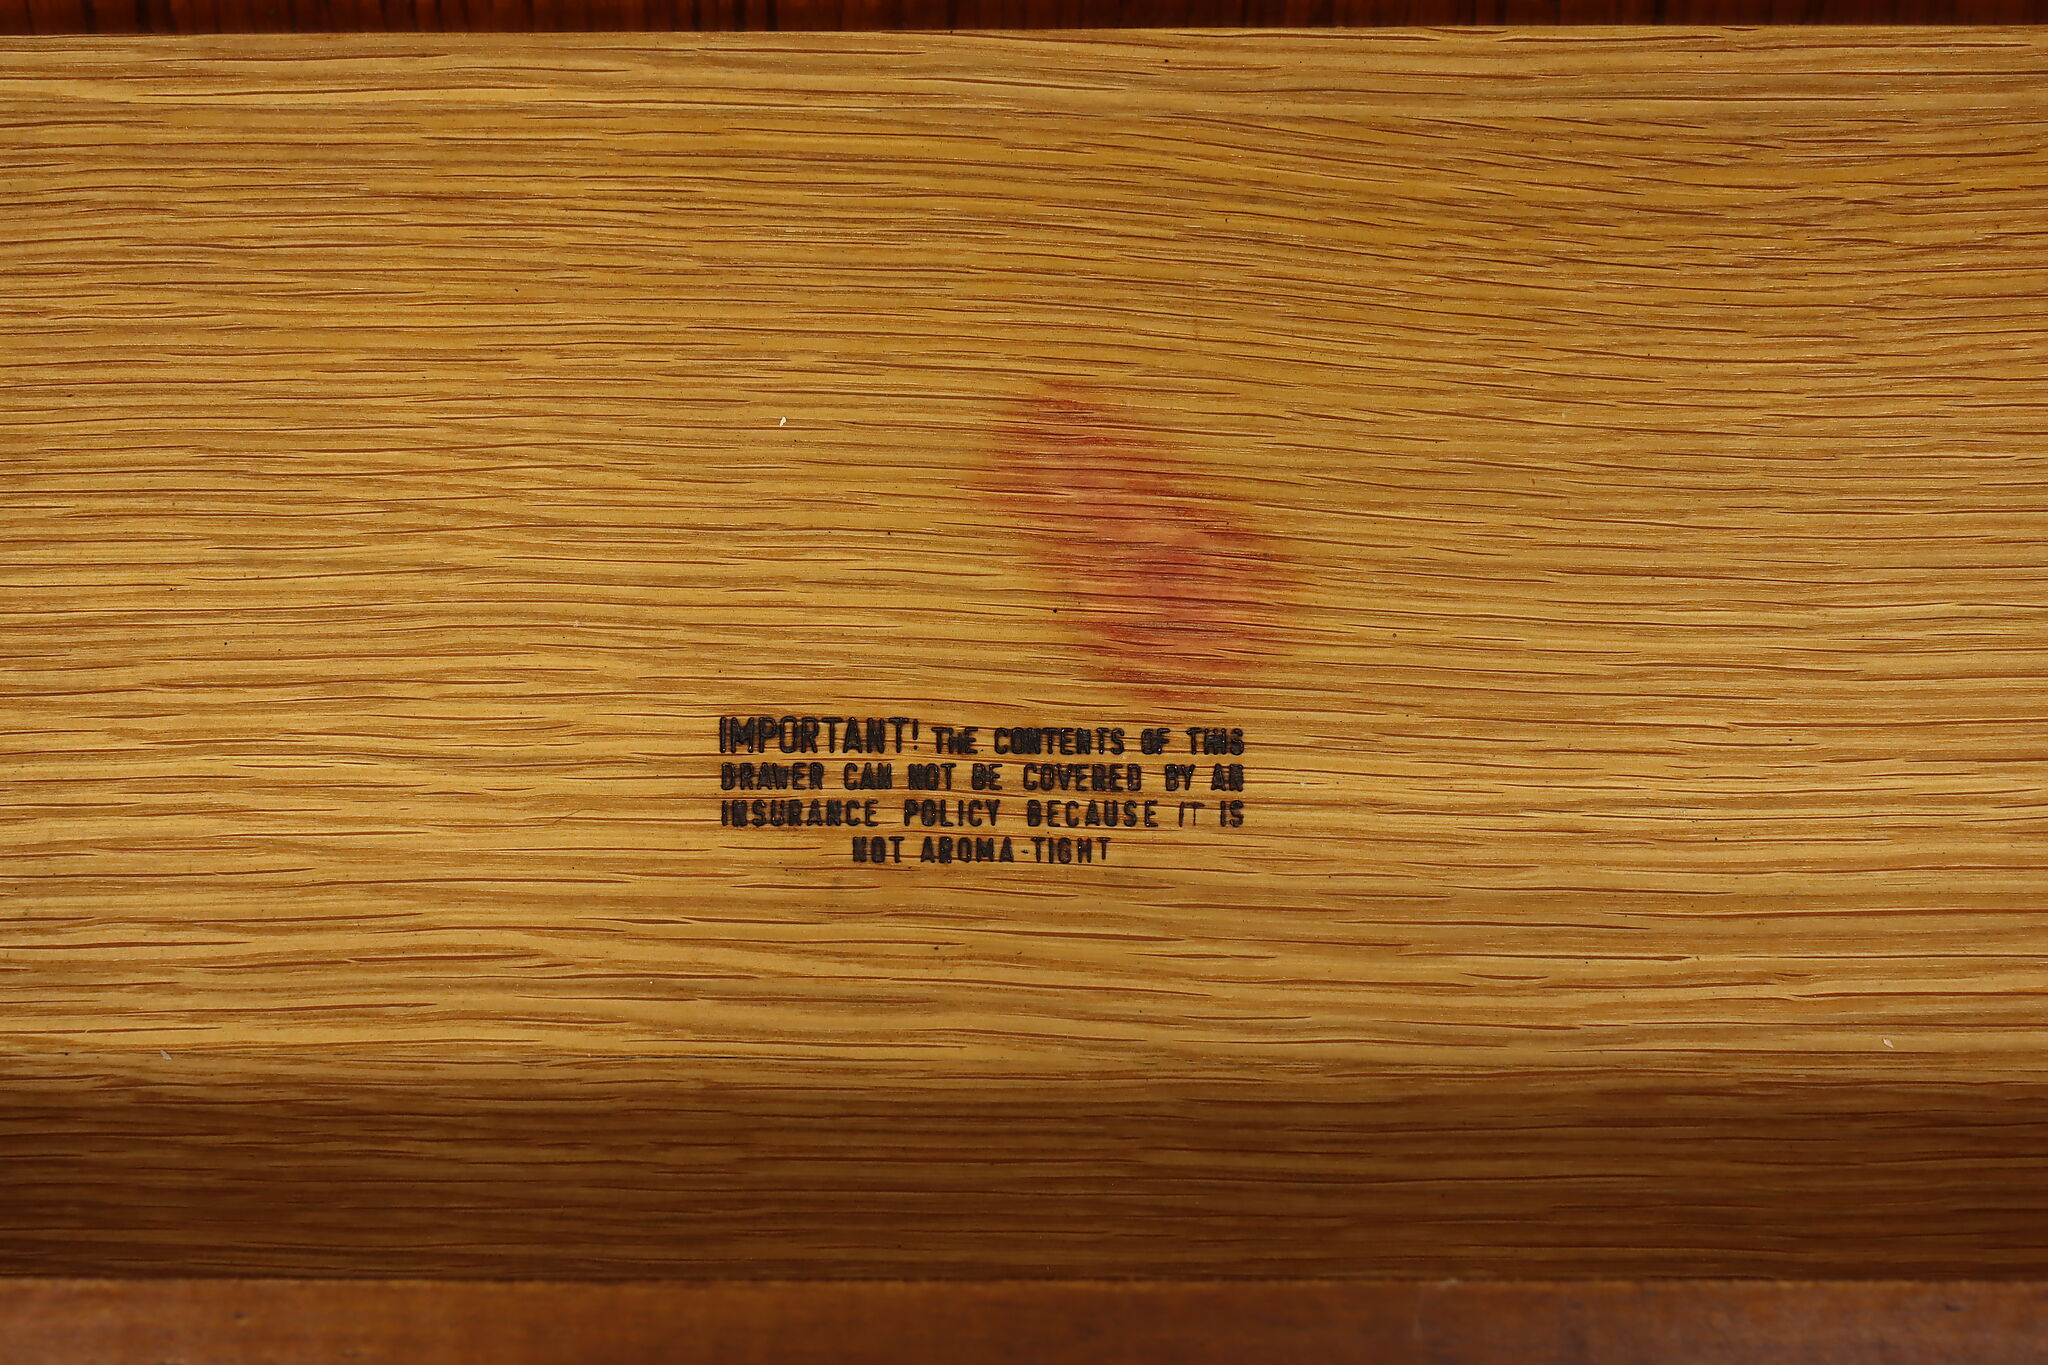 IMPORTANT! THE CONTENTS OF THIS
DRAWER CAN NOT BE COVERED BY AN
INSURANCE POLICY BECAUSE IT IS
NOT AROMA-TIGHT